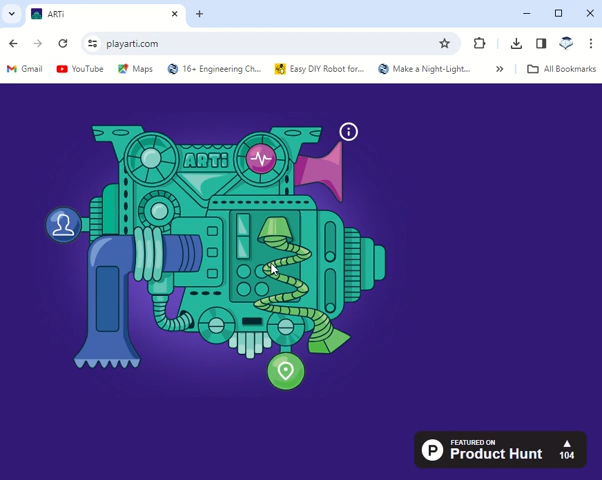 ARTi
playarti.com
Gmail
YouTube
Maps
16+ Engineering Ch...
Easy DIY Robot for...
Make a Night-Light...
All Bookmarks
ARTi
FEATURED ON
Product Hunt
104